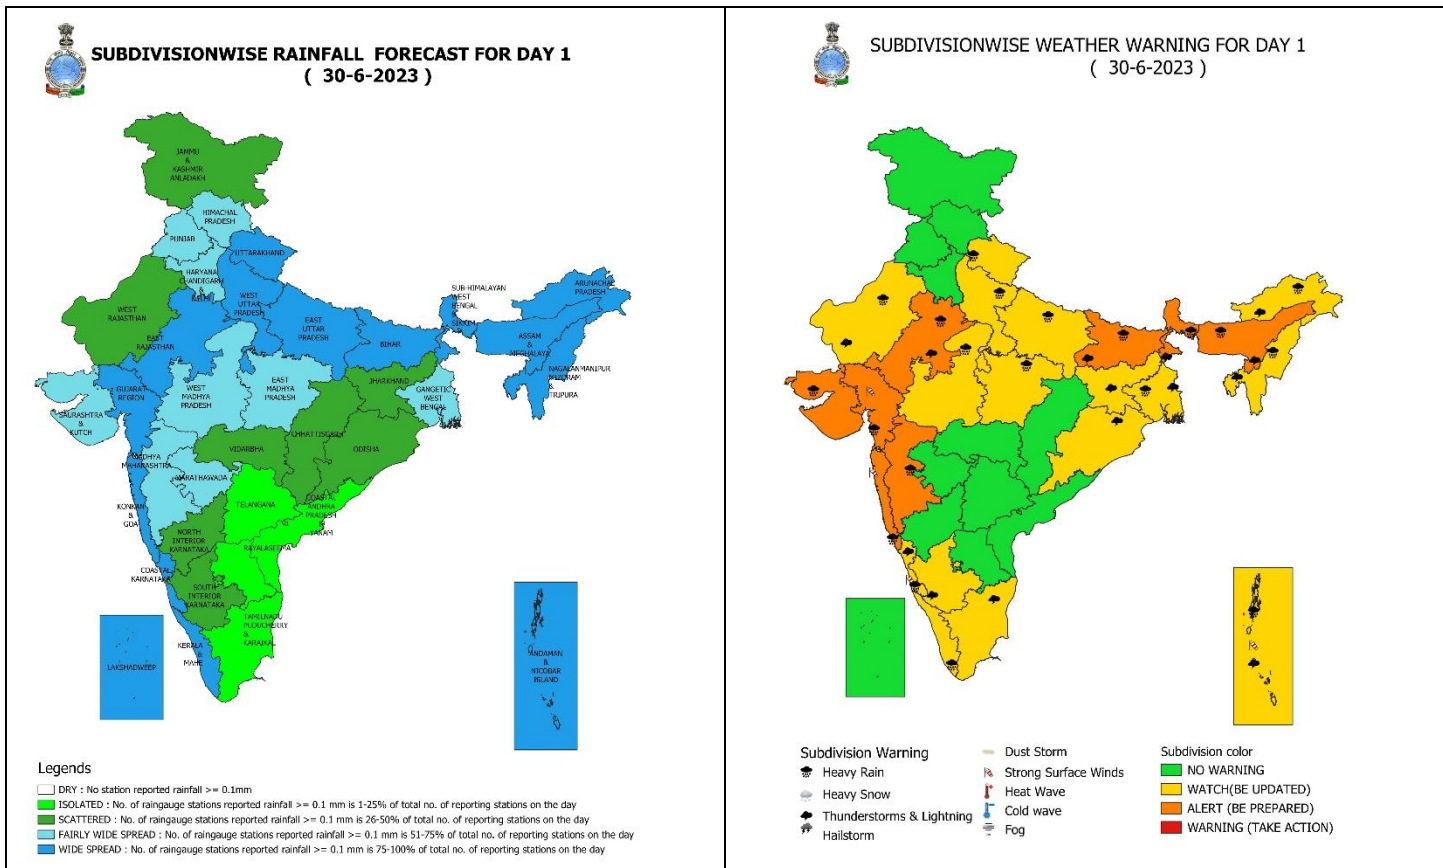 SUBDIVISIONWISE RAINFALL FORECAST FOR DAY 1
( 30-6-2023 )
JAMMU
&
KASHMIR
ANLADAKH
HIMACHAL
PRADESH
PUNJAB
UTTARAKHAND
HARYANA
CHANDIGARH
&
DELHI
WEST
RAJASTHAN
WEST
UTTAR
PRADESH
EAST
RAJASTHAN
EAST
UTTAR
PRADESH
BIHAR
SUB-HIMALAYAN
WEST
BENGAL
&
SIKKIM
ARUNACHAL
PRADESH
ASSAM
&
MEGHALAYA
NAGALANMANIPUR
MIZORAM
&
TRIPURA
GUJARAT
REGION
WEST
MADHYA
PRADESH
EAST
MADHYA
PRADESH
JHARKHAND
GANGETIC
WEST
BENGAL
SAURASHTRA
&
KUTCH
CHHATTISGARH
VIDARBHA
ODISHA
MADHYA
MAHARASHTRA
MARATHAWADA
TELANGANA
COASTAL
ANDHRA
PRADESH
&
YANAM
KONKAN
&
GOA
NORTH
INTERIOR
KARNATAKA
RAYALASEEMA
COASTAL
KARNATAKA
SOUTH
INTERIOR
KARNATAKA
TAMILNADU
PUDUCHERRY
&
KARAIKAL
KERALA
&
MAHE
LAKSHADWEEP
ANDAMAN
&
NICOBAR
ISLAND
Legends
DRY : No station reported rainfall >= 0.1mm
ISOLATED : No. of raingauge stations reported rainfall >= 0.1 mm is 1-25% of total no. of reporting stations on the day
SCATTERED : No. of raingauge stations reported rainfall >= 0.1 mm is 26-50% of total no. of reporting stations on the day
FAIRLY WIDE SPREAD : No. of raingauge stations reported rainfall >= 0.1 mm is 51-75% of total no. of reporting stations on the day
WIDE SPREAD : No. of raingauge stations reported rainfall >= 0.1 mm is 75-100% of total no. of reporting stations on the day
SUBDIVISIONWISE WEATHER WARNING FOR DAY 1
( 30-6-2023 )
Subdivision Warning
Heavy Rain
Heavy Snow
Thunderstorms & Lightning
Hailstorm
Dust Storm
Strong Surface Winds
Heat Wave
Cold wave
Fog
Subdivision color
NO WARNING
WATCH(BE UPDATED)
ALERT (BE PREPARED)
WARNING (TAKE ACTION)